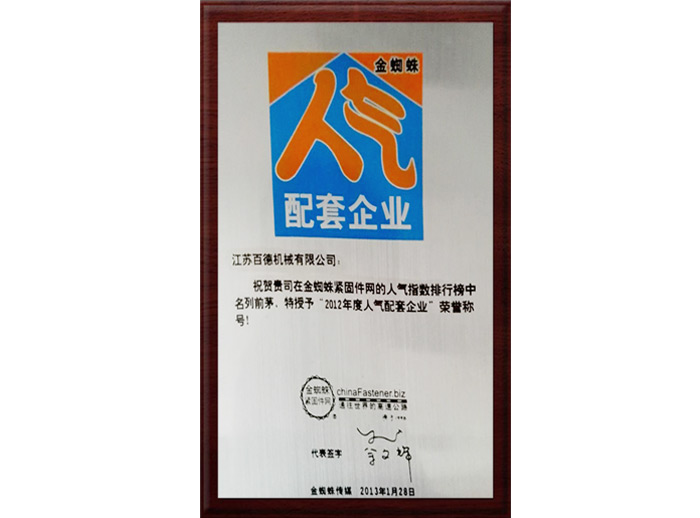 金蜘蛛
人气
配套企业
江苏百德机械有限公司：
祝贺贵司在金蜘蛛紧固件网的人气指数排行榜中
名列前茅、特授予“2012年度人气配套企业”荣誉称
号！
金蜘蛛 chinaFastener.biz
紧固件网 通往世界的高速公路
代表签字
金蜘蛛传媒 2013年1月28日